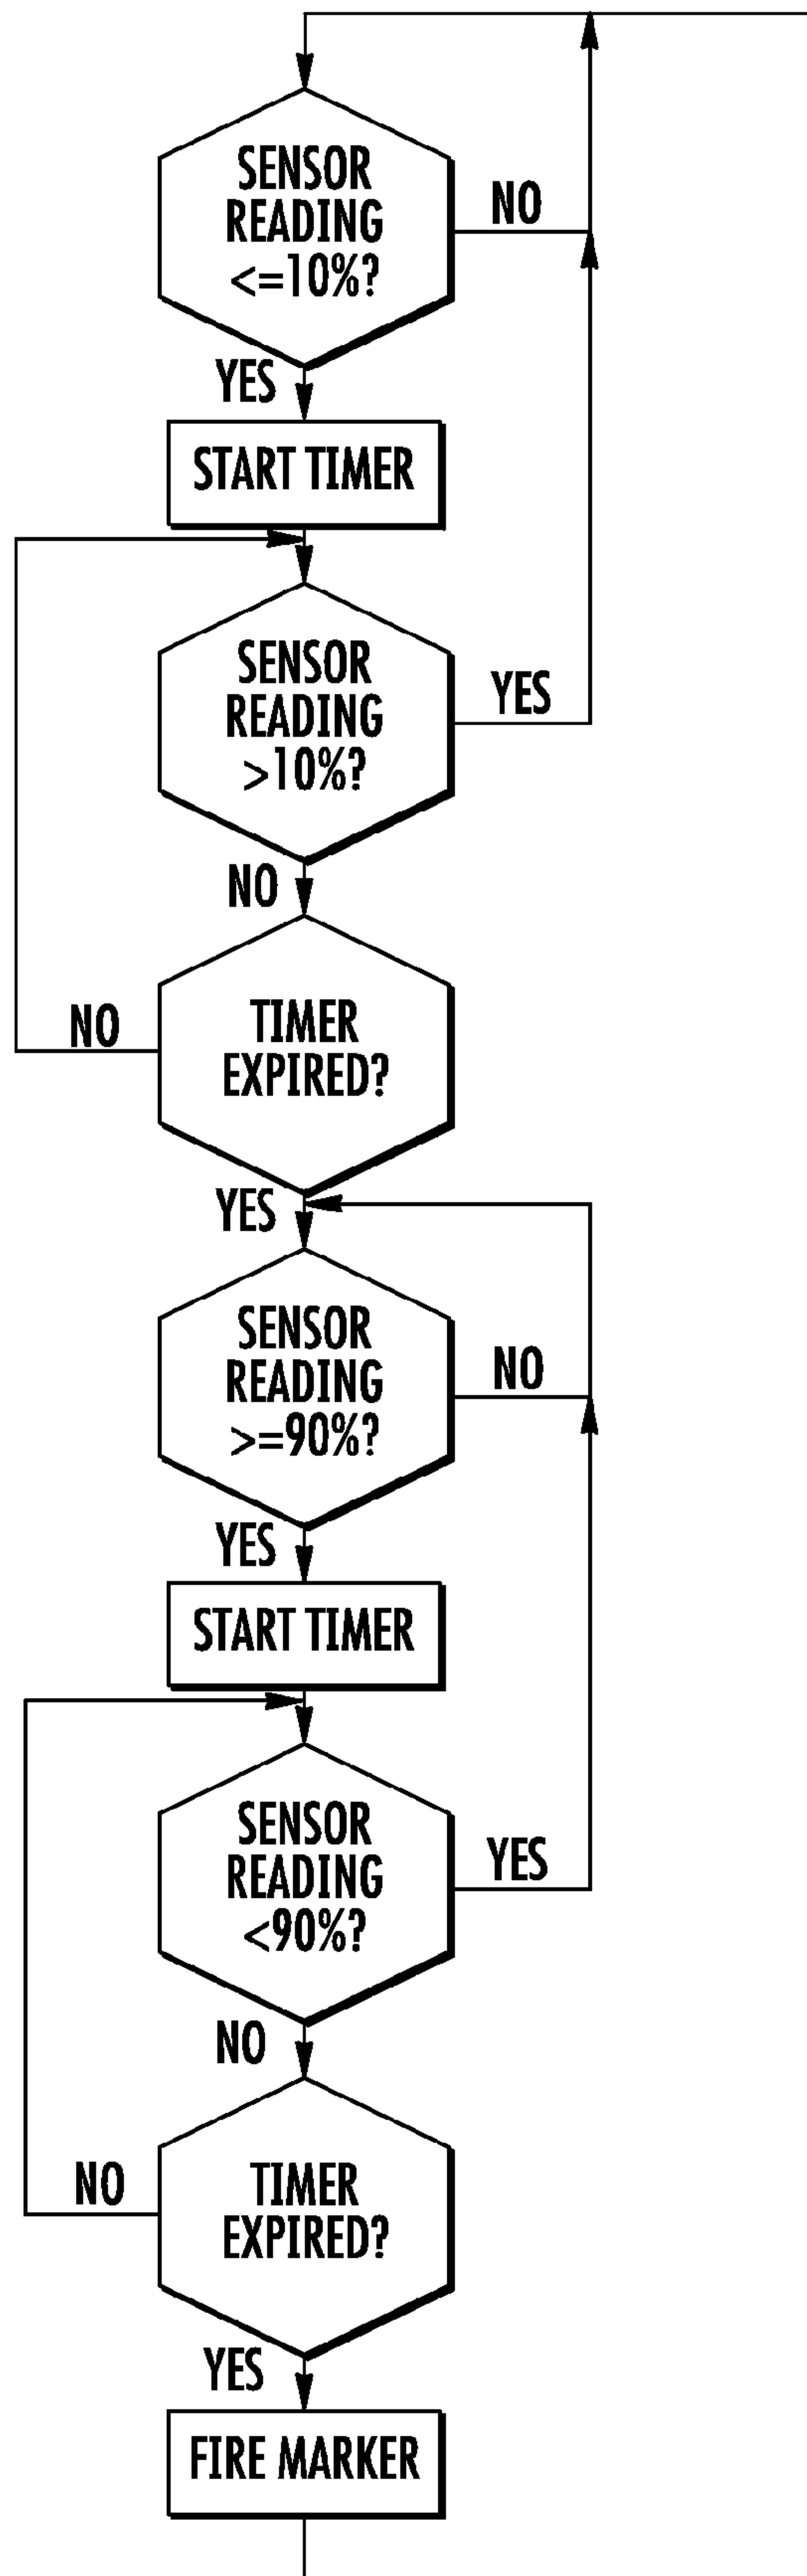 SENSOR
READING
<=10%?
NO
YES
START TIMER
SENSOR
READING
>10%?
YES
NO
TIMER
EXPIRED?
NO
YES
SENSOR
READING
>=90%?
NO
YES
START TIMER
SENSOR
READING
<90%?
YES
NO
TIMER
EXPIRED?
NO
YES
FIRE MARKER